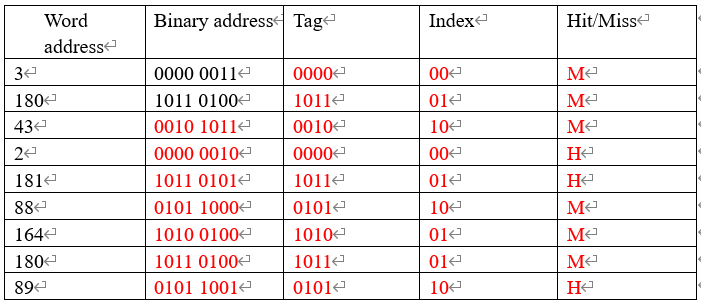 Word address Binary address Tag Index Hit/Miss
3 0000 0011 0000 00 M
180 1011 0100 1011 01 M
43 0010 1011 0010 10 M
2 0000 0010 0000 00 H
181 1011 0101 1011 01 H
88 0101 1000 0101 10 M
164 1010 0100 1010 01 M
180 1011 0100 1011 01 M
89 0101 1001 0101 10 H